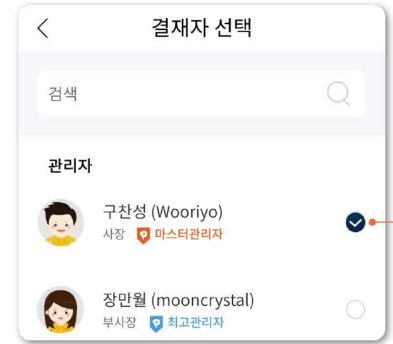 결재자 선택
검색
관리자
구찬성 (Wooriyo)
사장 마스터관리자
장만월 (mooncrystal)
부사장 최고관리자